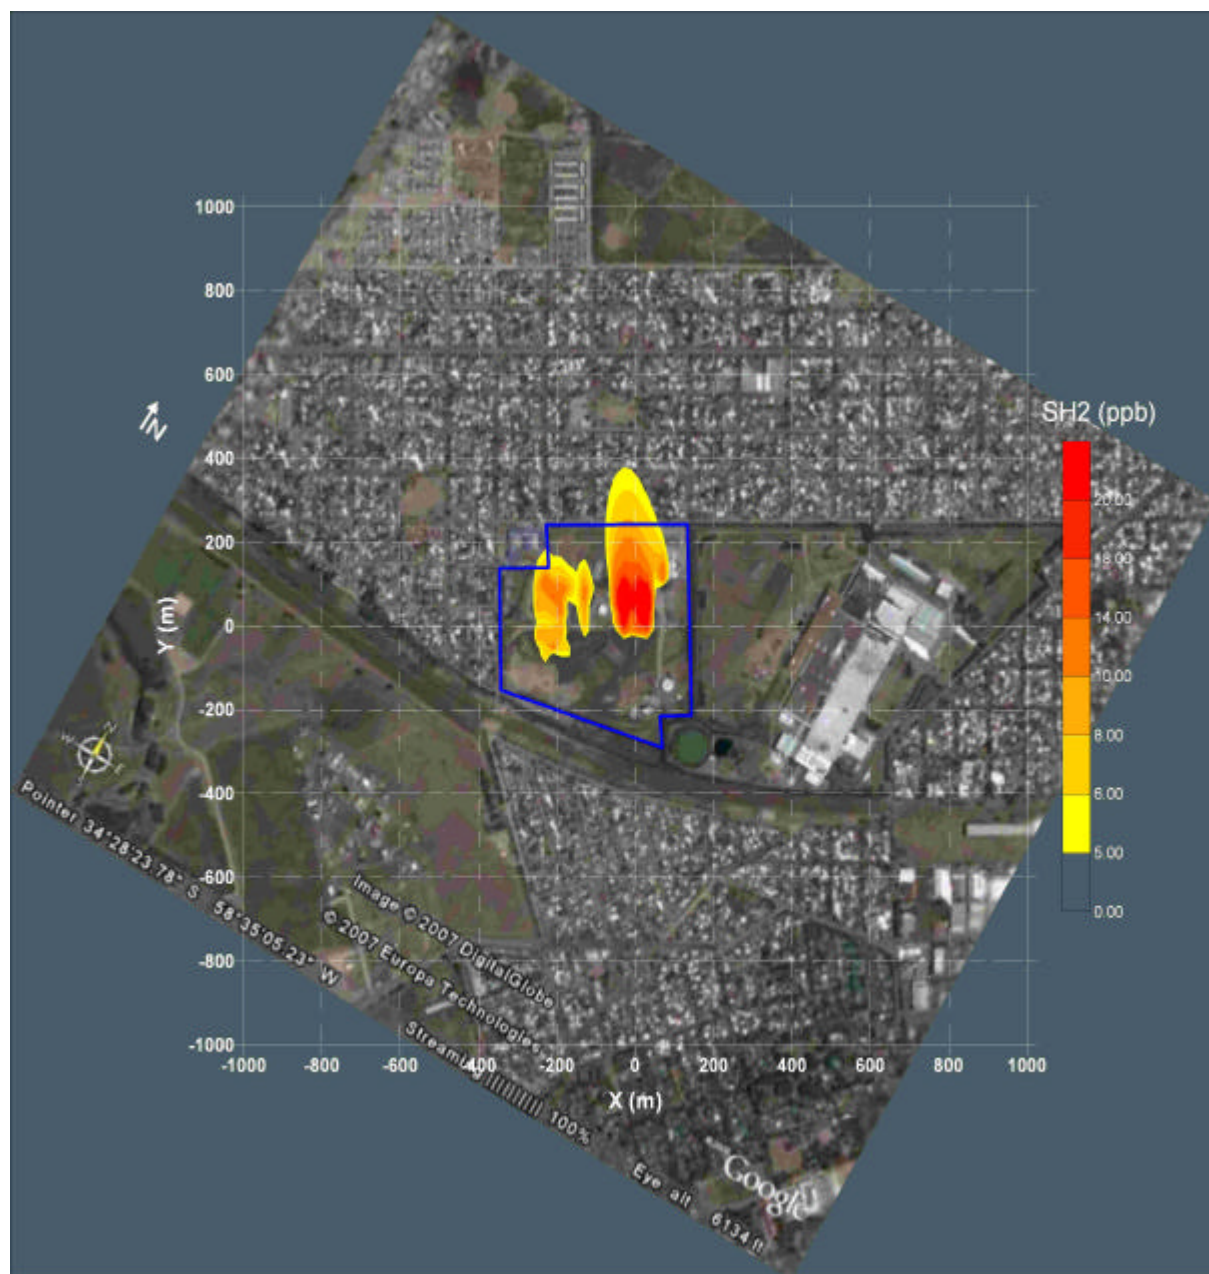 1000
800
600
400
200
0
-200
-400
-600
-800
-1000
Y (m)
-1000 -800 -600 -400 -200 0 200 400 600 800 1000
X (m)
N
SH2 (ppb)
20.00
18.00
14.00
10.00
8.00
6.00
5.00
0.00
N
W
E
Pointer 34°28'23.78" S 58°35'05.23" W
Image © 2007 DigitalGlobe
© 2007 Europa Technologies
Streaming |||||||||| 100%
Eye alt 6134 ft
Google